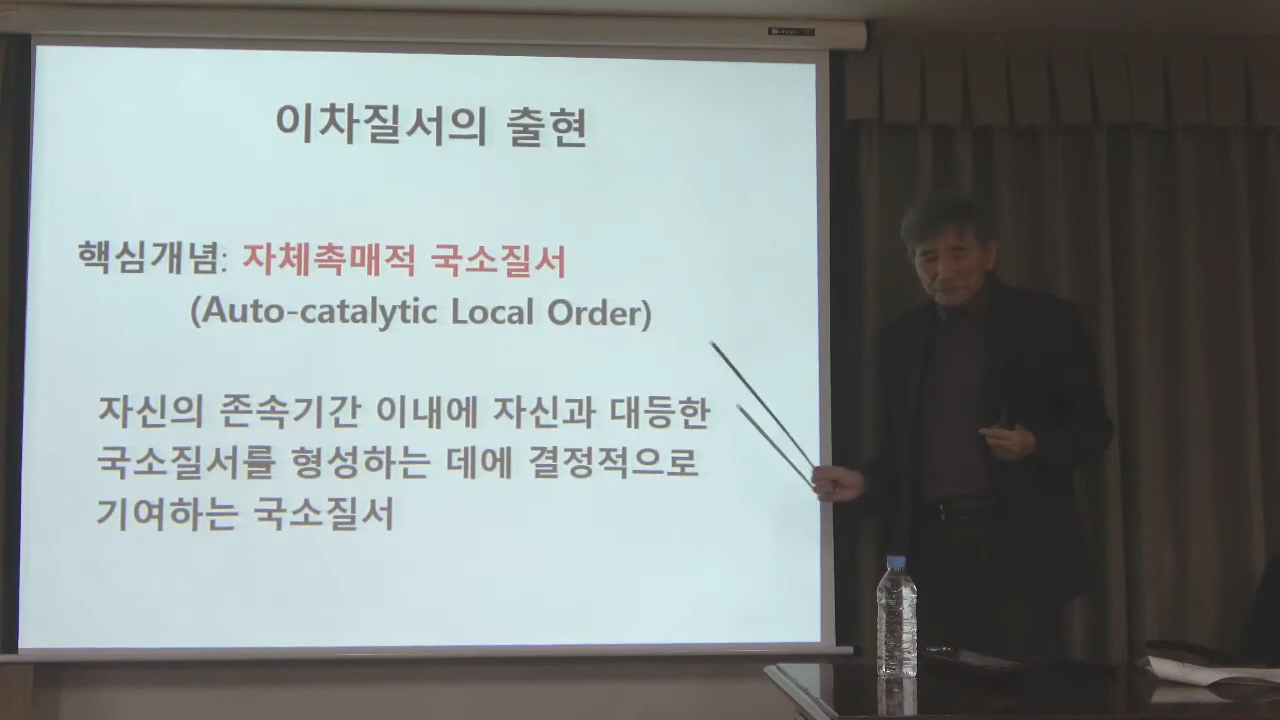 이차질서의 출현
핵심개념: 자체촉매적 국소질서
(Auto-catalytic Local Order)
자신의 존속기간 이내에 자신과 대등한
국소질서를 형성하는 데에 결정적으로
기여하는 국소질서